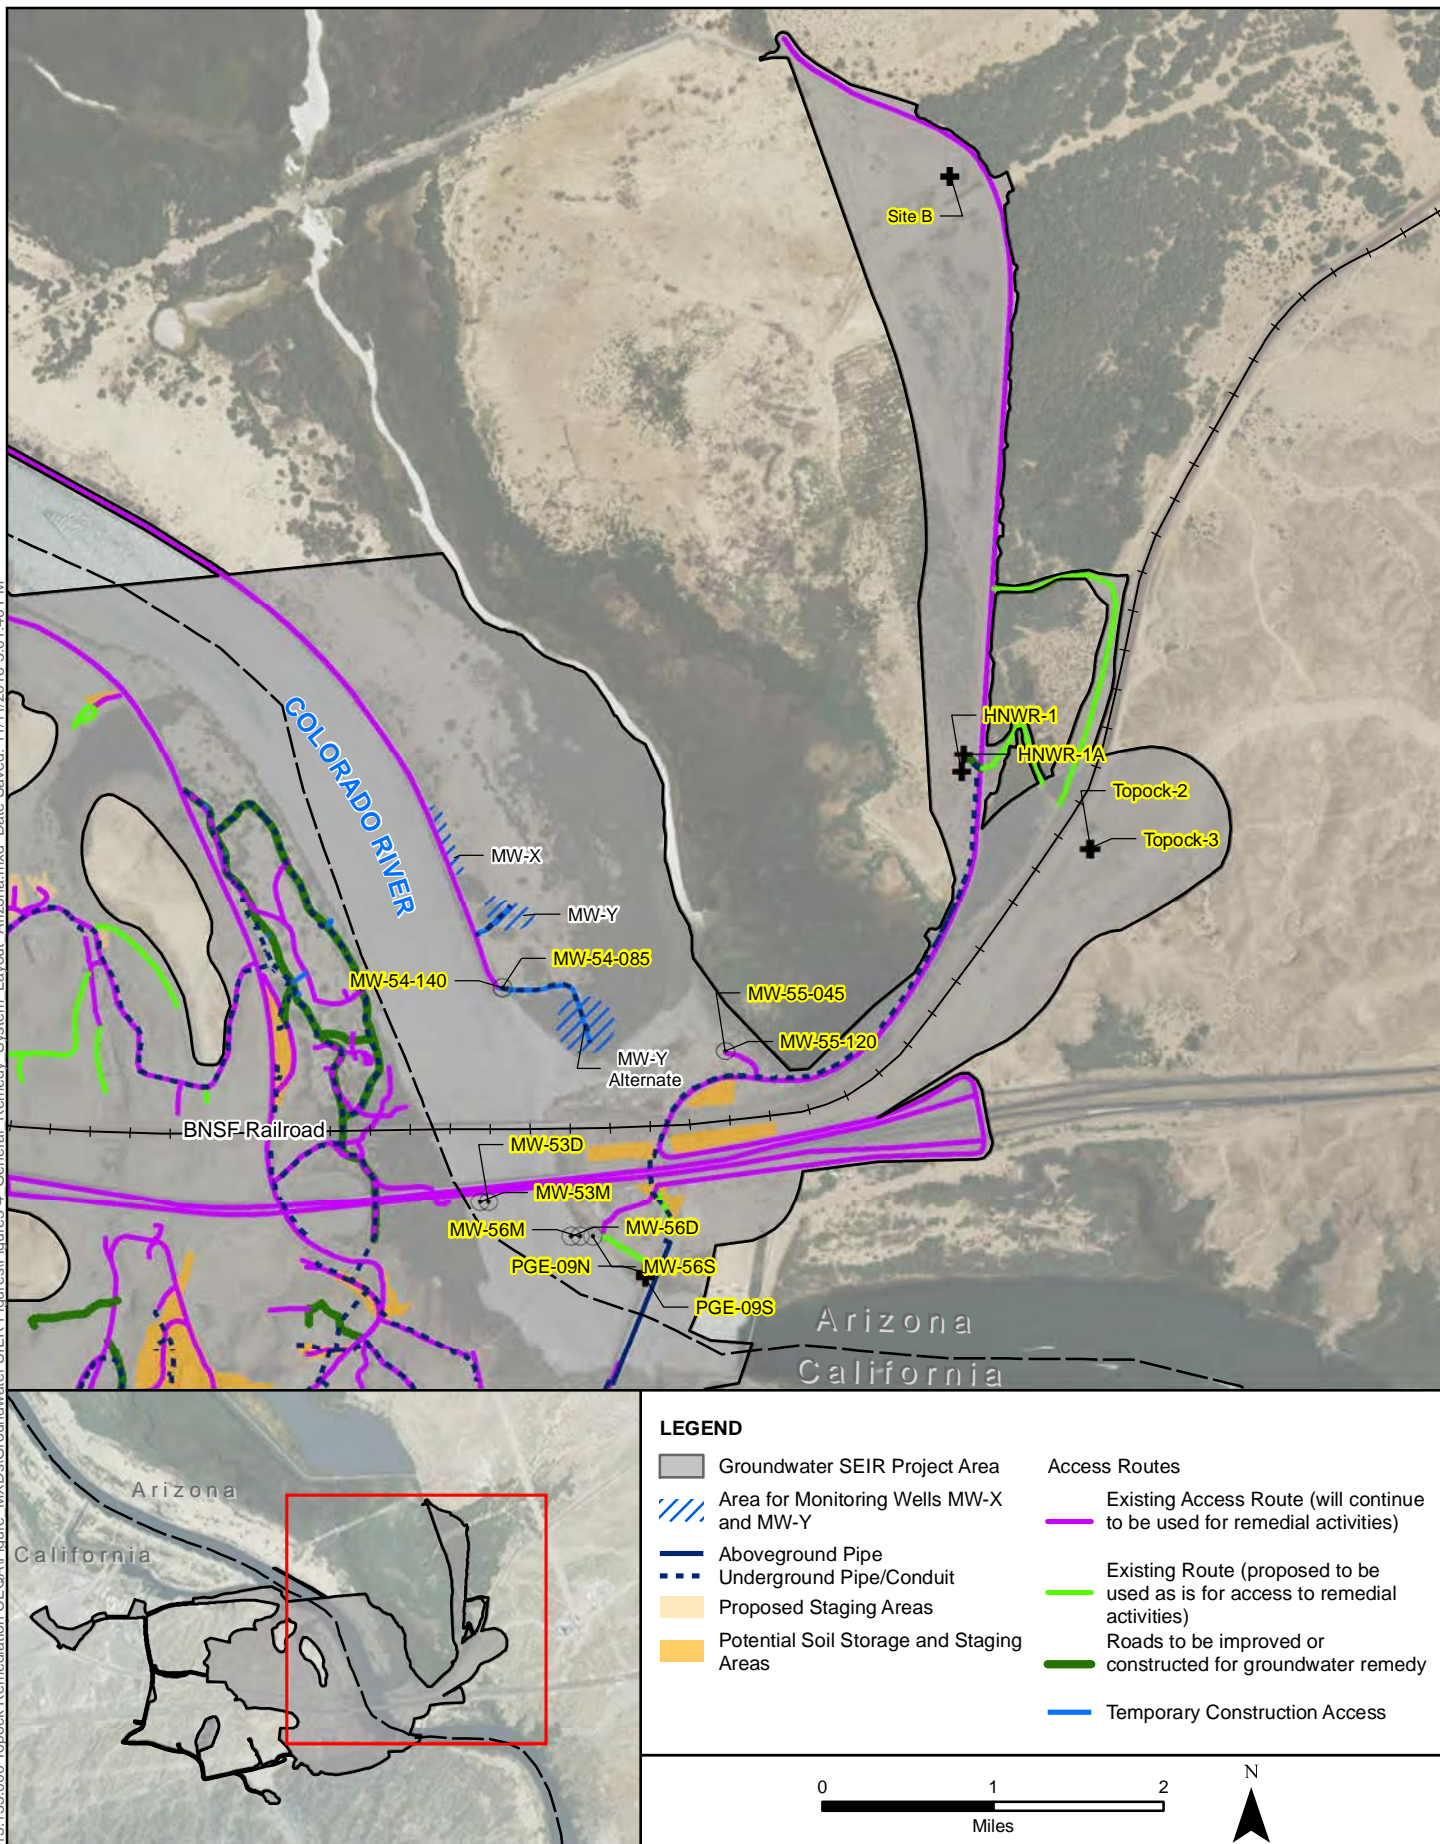 Site B
HNWR-1
HNWR-1A
Topock-2
Topock-3
COLORADO RIVER
MW-X
MW-Y
MW-54-085
MW-54-140
MW-55-045
MW-55-120
MW-Y
Alternate
BNSF Railroad
MW-53D
MW-53M
MW-56M
MW-56D
PGE-09N
MW-56S
PGE-09S
Arizona
California
Arizona
California
LEGEND
Groundwater SEIR Project Area
Area for Monitoring Wells MW-X
and MW-Y
Aboveground Pipe
Underground Pipe/Conduit
Proposed Staging Areas
Potential Soil Storage and Staging
Areas
Access Routes
Existing Access Route (will continue
to be used for remedial activities)
Existing Route (proposed to be
used as is for access to remedial
activities)
Roads to be improved or
constructed for groundwater remedy
Temporary Construction Access
0 1 2
Miles
N